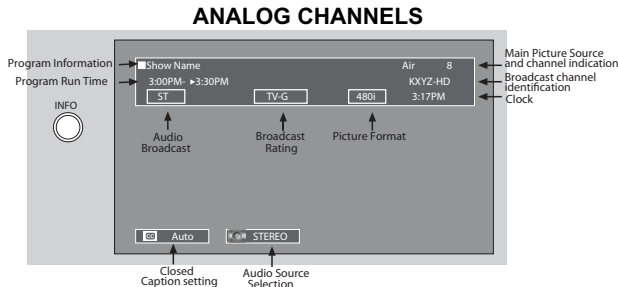 ANALOG CHANNELS
Program Information
Show Name
Air 8
Main Picture Source
and channel indication
Program Run Time
3:00PM- ▸3:30PM
KXYZ-HD
Broadcast channel
identification
ST
TV-G
480i
3:17PM
Clock
INFO
Audio
Broadcast
Broadcast
Rating
Picture Format
CC Auto
STEREO
Closed
Caption setting
Audio Source
Selection